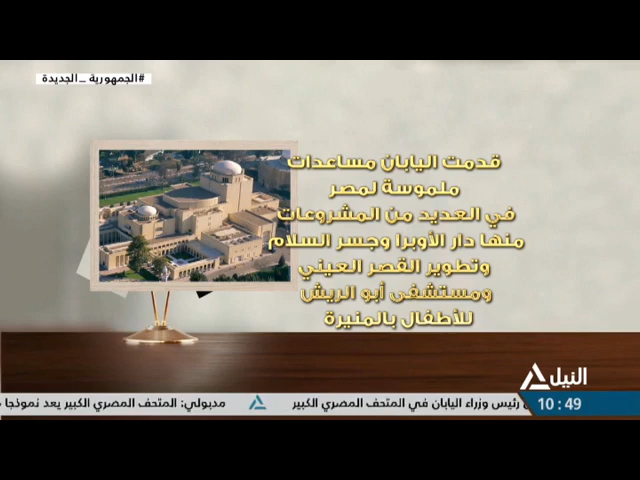 #الجمهورية_الجديدة
قدمت اليابان مساعدات
ملموسة لمصر
في العديد من المشروعات
منها دار الأوبرا وجسر السلام
وتطوير القصر العيني
ومستشفى أبو الريش
للأطفال بالمنيرة
النيل
10:49
رئيس وزراء اليابان في المتحف المصري الكبير
مدبولي: المتحف المصري الكبير يعد نموذجا